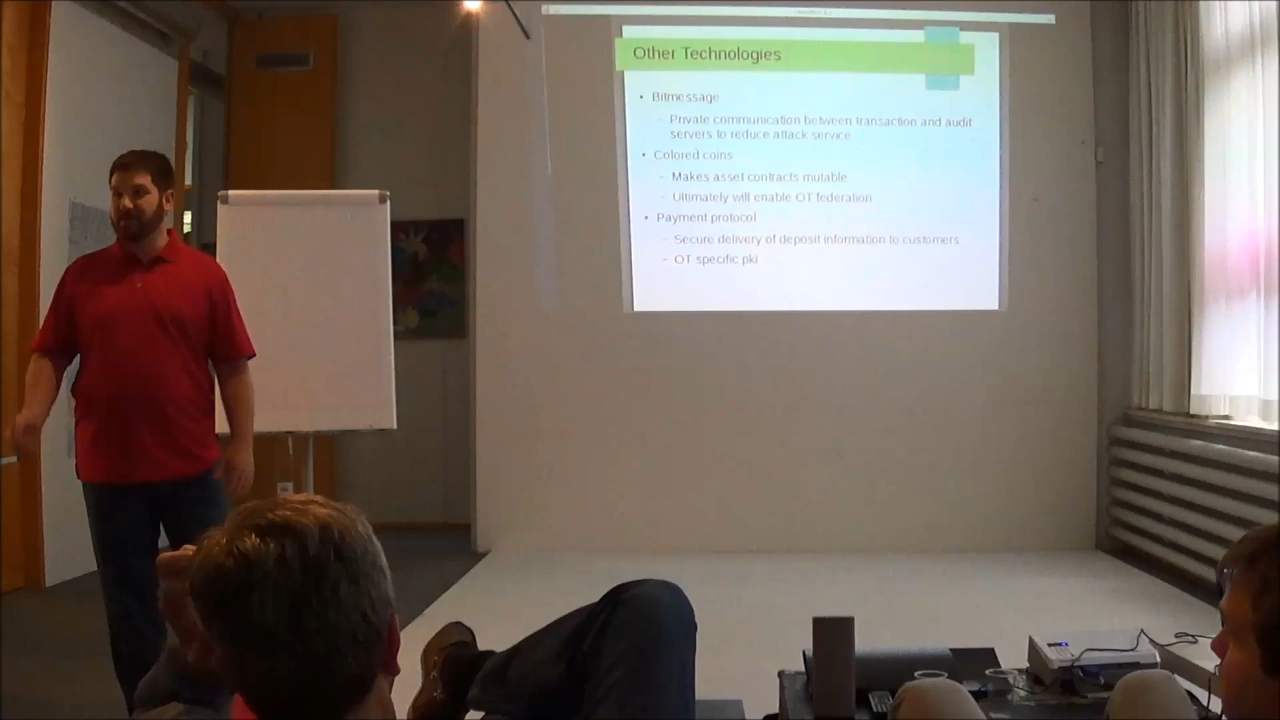 Other Technologies
• Bitmessage
– Private communication between transaction and audit
servers to reduce attack service
• Colored coins
– Makes asset contracts mutable
– Ultimately will enable OT federation
• Payment protocol
– Secure delivery of deposit information to customers
– OT specific pki